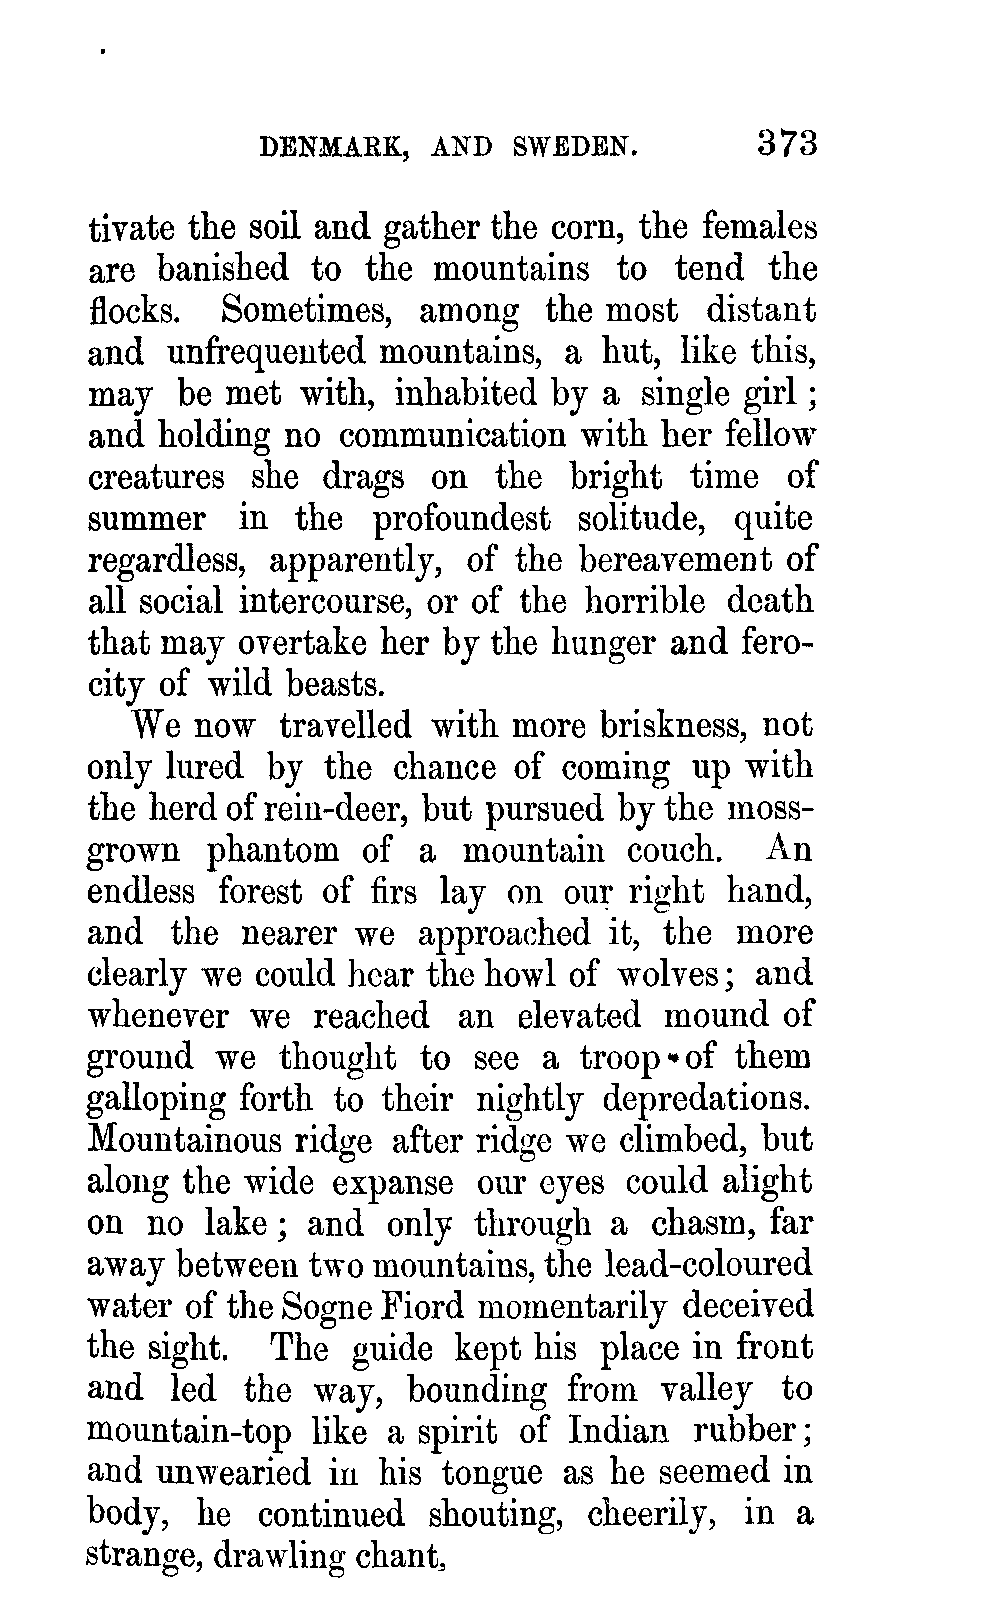 DENMARK, AND SWEDEN. 373
tivate the soil and gather the corn, the females
are banished to the mountains to tend the
flocks. Sometimes, among the most distant
and unfrequented mountains, a hut, like this,
may be met with, inhabited by a single girl ;
and holding no communication with her fellow
creatures she drags on the bright time of
summer in the profoundest solitude, quite
regardless, apparently, of the bereavement of
all social intercourse, or of the horrible death
that may overtake her by the hunger and fero-
city of wild beasts.
We now travelled with more briskness, not
only lured by the chance of coming up with
the herd of rein-deer, but pursued by the moss-
grown phantom of a mountain couch. An
endless forest of firs lay on our right hand,
and the nearer we approached it, the more
clearly we could hear the howl of wolves; and
whenever we reached an elevated mound of
ground we thought to see a troop of them
galloping forth to their nightly depredations.
Mountainous ridge after ridge we climbed, but
along the wide expanse our eyes could alight
on no lake ; and only through a chasm, far
away between two mountains, the lead-coloured
water of the Sogne Fiord momentarily deceived
the sight. The guide kept his place in front
and led the way, bounding from valley to
mountain-top like a spirit of Indian rubber;
and unwearied in his tongue as he seemed in
body, he continued shouting, cheerily, in a
strange, drawling chant,